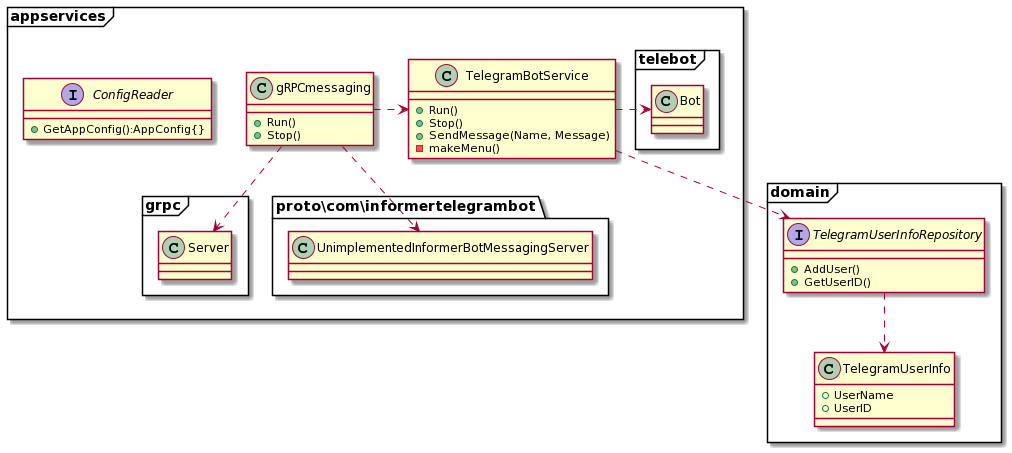 appservices
I
ConfigReader
GetAppConfig():AppConfig{}
C
gRPCmessaging
Run()
Stop()
C
TelegramBotService
Run()
Stop()
SendMessage(Name, Message)
makeMenu()
telebot
C
Bot
grpc
C
Server
proto\com\informertelegrambot
C
UnimplementedInformerBotMessagingServer
domain
I
TelegramUserInfoRepository
AddUser()
GetUserID()
C
TelegramUserInfo
UserName
UserID